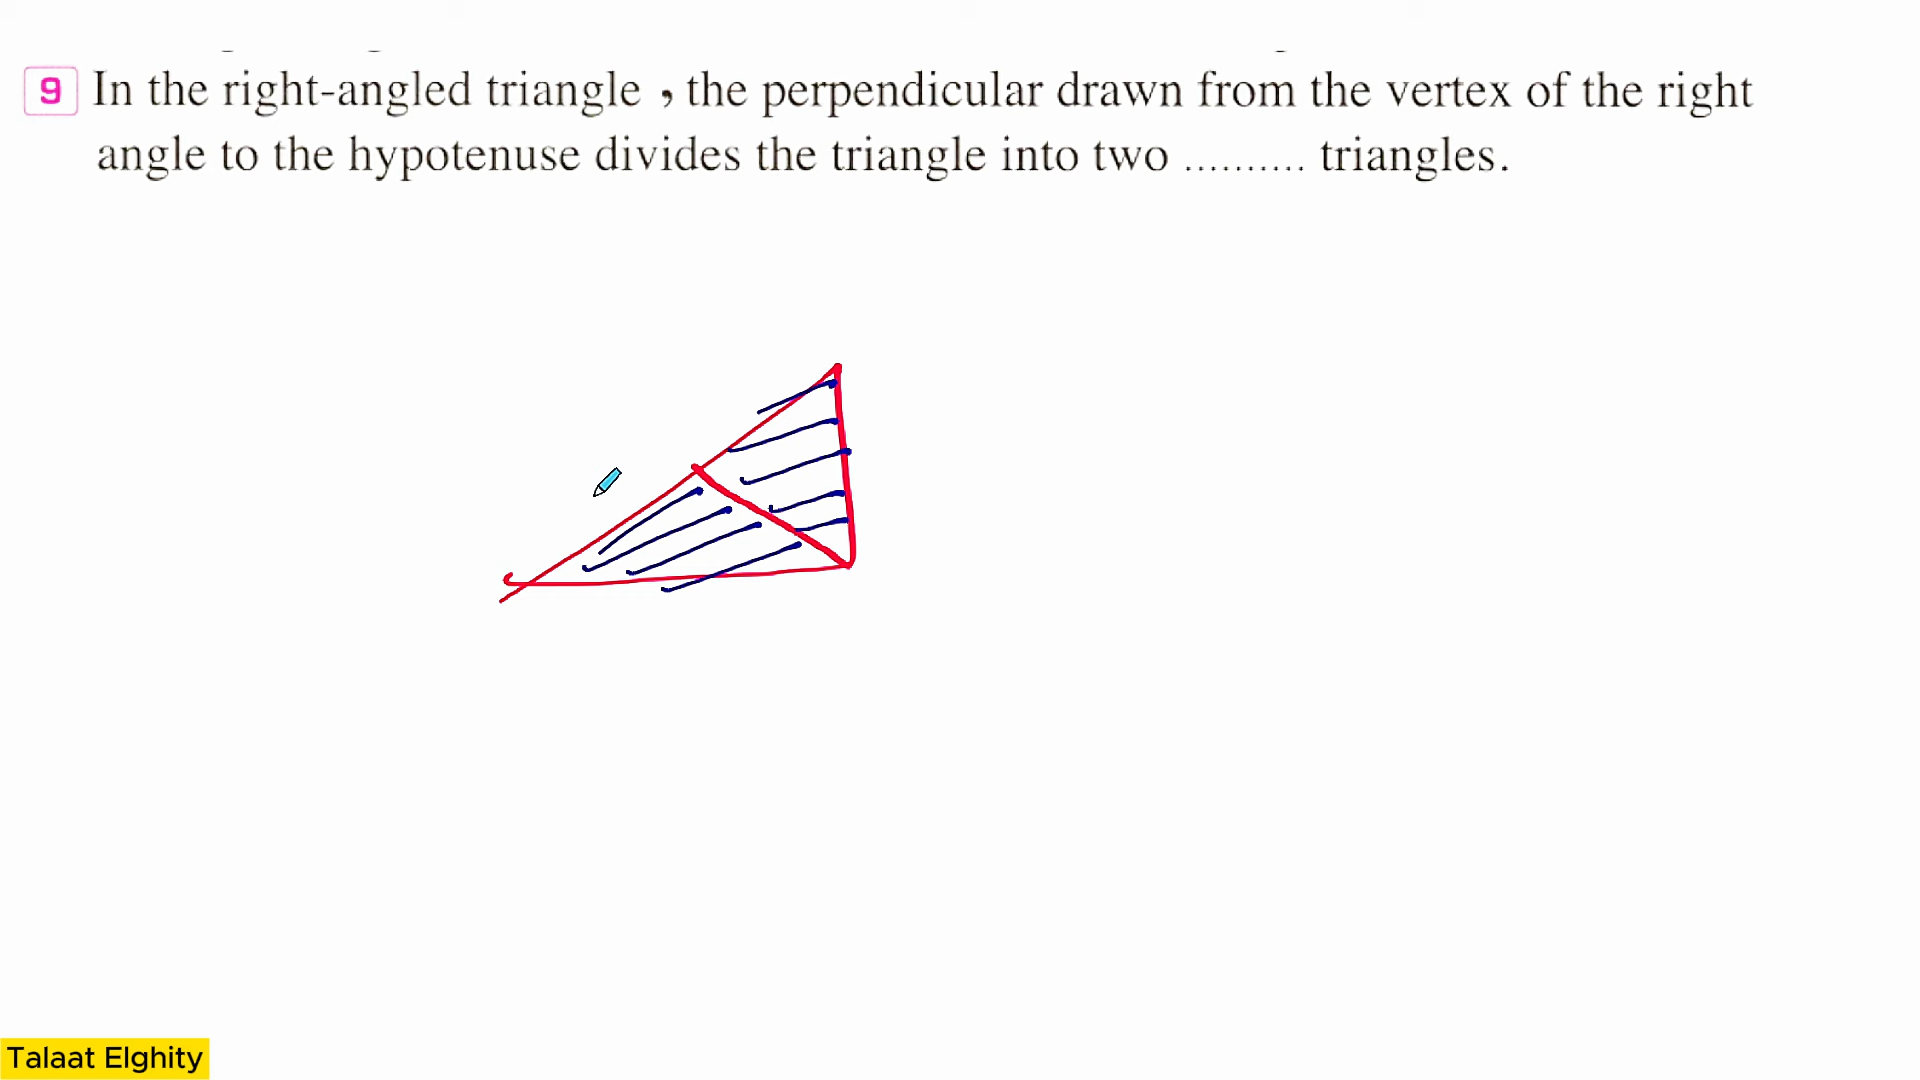 9 In the right-angled triangle , the perpendicular drawn from the vertex of the right
angle to the hypotenuse divides the triangle into two .......... triangles.
Talaat Elghity